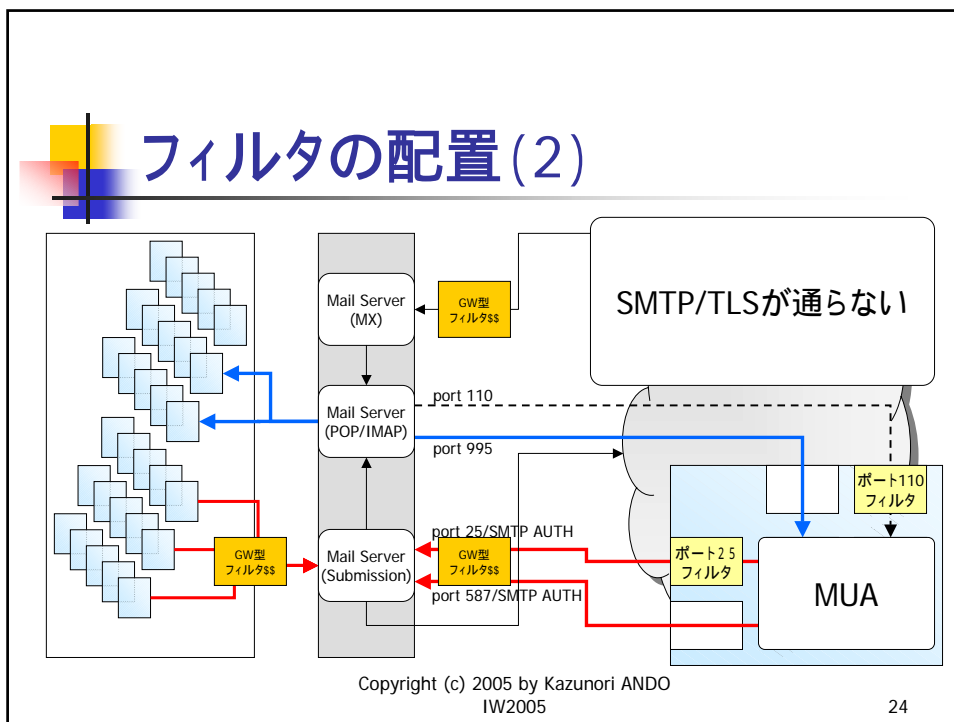 フィルタの配置(2)
Mail Server
(MX)
GW型
フィルタ$$
SMTP/TLSが通らない
Mail Server
(POP/IMAP)
port 110
port 995
ポート110
フィルタ
port 25/SMTP AUTH
GW型
フィルタ$$
Mail Server
(Submission)
GW型
フィルタ$$
ポート25
フィルタ
MUA
port 587/SMTP AUTH
Copyright (c) 2005 by Kazunori ANDO
IW2005
24